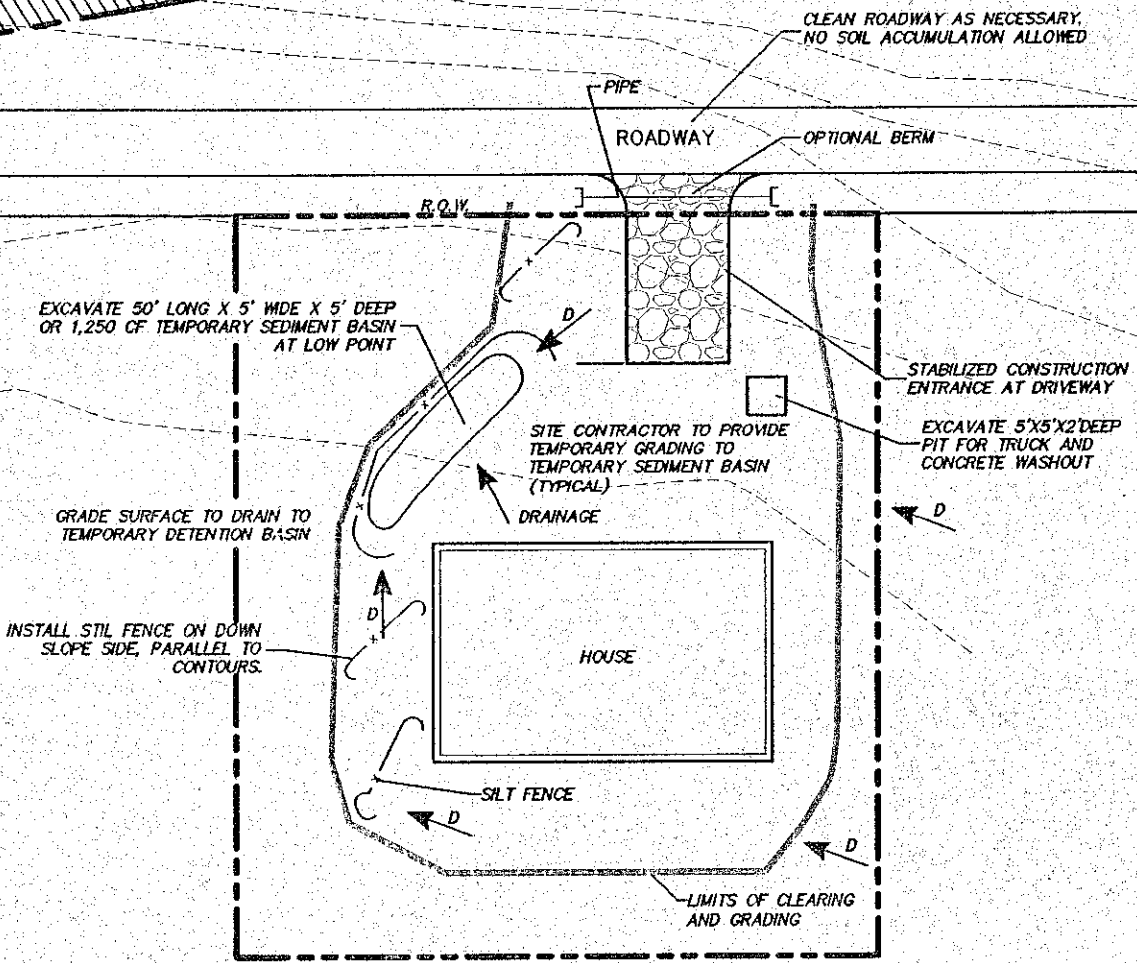 CLEAN ROADWAY AS NECESSARY,
NO SOIL ACCUMULATION ALLOWED
PIPE
ROADWAY
OPTIONAL BERM
R.O.W.
EXCAVATE 50' LONG X 5' WIDE X 5' DEEP
OR 1,250 CF TEMPORARY SEDIMENT BASIN
AT LOW POINT
D
STABILIZED CONSTRUCTION
ENTRANCE AT DRIVEWAY
EXCAVATE 5'X5'X2'DEEP
PIT FOR TRUCK AND
CONCRETE WASHOUT
SITE CONTRACTOR TO PROVIDE
TEMPORARY GRADING TO
TEMPORARY SEDIMENT BASIN
(TYPICAL)
DRAINAGE
GRADE SURFACE TO DRAIN TO
TEMPORARY DETENTION BASIN
D
D
INSTALL STIL FENCE ON DOWN
SLOPE SIDE, PARALLEL TO
CONTOURS.
HOUSE
SILT FENCE
D
D
LIMITS OF CLEARING
AND GRADING